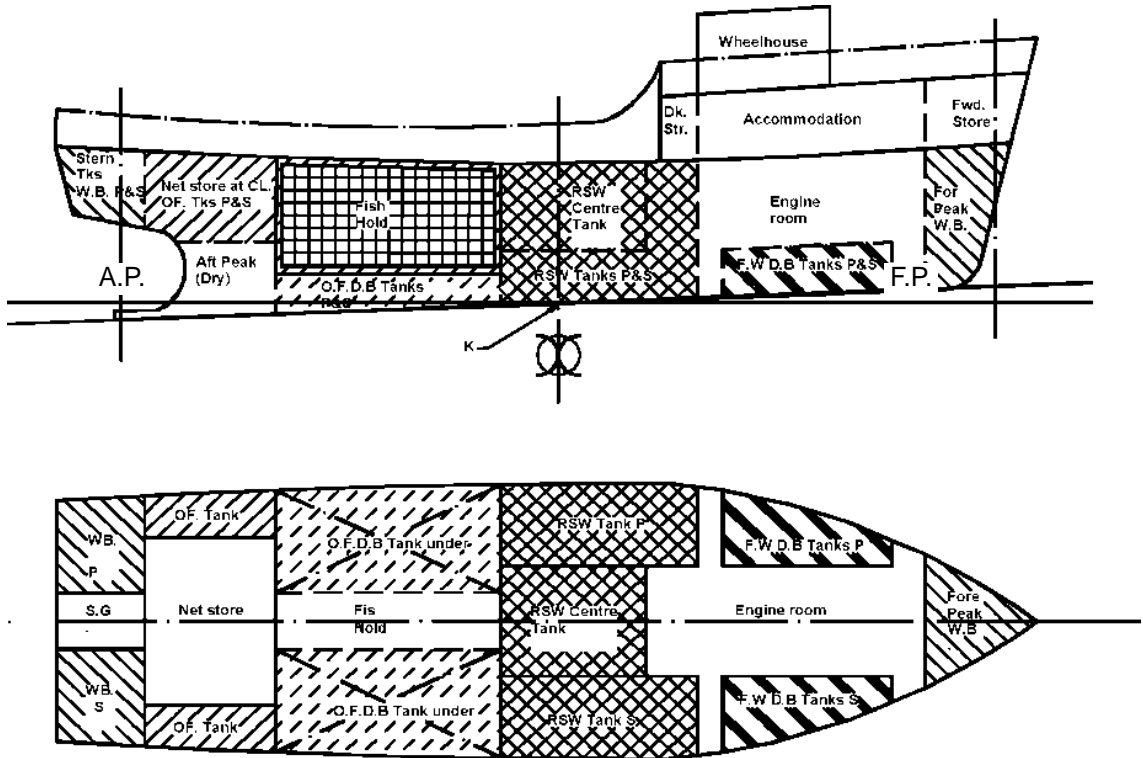 Wheelhouse
Dk.
Str.
Accommodation
Fwd.
Store
Stern
Tks
W.B. P&S
Net store at CL.
OF. Tks P&S
Fish
Hold
RSW
Centre
Tank
Engine
room
For
Peak
W.B.
A.P.
Aft Peak
(Dry)
O.F.D.B Tanks
P&S
RSW Tanks P&S
F.W D.B Tanks P&S
F.P.
K
WB.
P
OF. Tank
O.F.D.B Tank under
RSW Tank P
F.W D.B Tanks P
S.G
Net store
Fis
Hold
RSW Centre
Tank
Engine room
Fore
Peak
W.B
WB.
S
OF. Tank
O.F.D.B Tank under
RSW Tank S
F.W D.B Tanks S